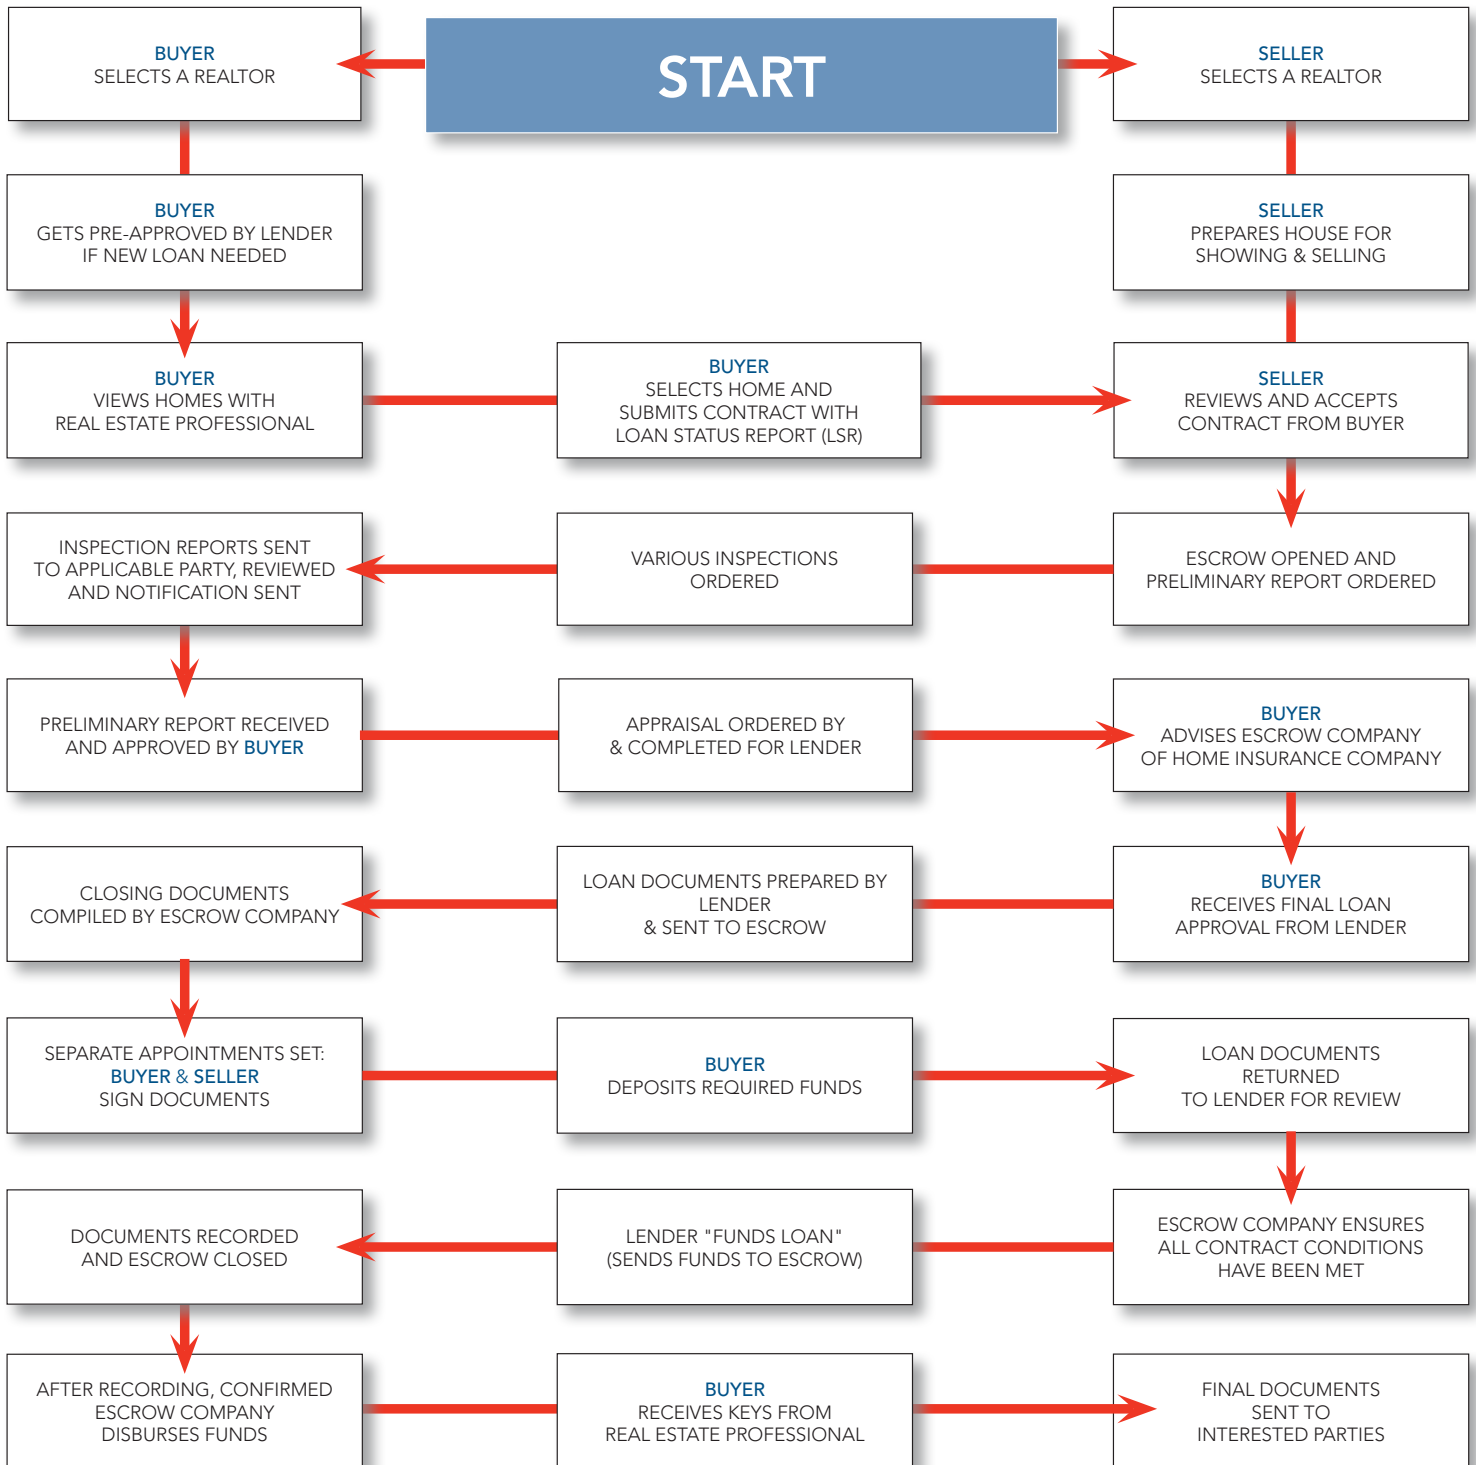 START
BUYER
SELECTS A REALTOR
SELLER
SELECTS A REALTOR
BUYER
GETS PRE-APPROVED BY LENDER
IF NEW LOAN NEEDED
SELLER
PREPARES HOUSE FOR
SHOWING & SELLING
BUYER
VIEWS HOMES WITH
REAL ESTATE PROFESSIONAL
BUYER
SELECTS HOME AND
SUBMITS CONTRACT WITH
LOAN STATUS REPORT (LSR)
SELLER
REVIEWS AND ACCEPTS
CONTRACT FROM BUYER
ESCROW OPENED AND
PRELIMINARY REPORT ORDERED
VARIOUS INSPECTIONS
ORDERED
INSPECTION REPORTS SENT
TO APPLICABLE PARTY, REVIEWED
AND NOTIFICATION SENT
PRELIMINARY REPORT RECEIVED
AND APPROVED BY BUYER
APPRAISAL ORDERED BY
& COMPLETED FOR LENDER
BUYER
ADVISES ESCROW COMPANY
OF HOME INSURANCE COMPANY
BUYER
RECEIVES FINAL LOAN
APPROVAL FROM LENDER
LOAN DOCUMENTS PREPARED BY
LENDER
& SENT TO ESCROW
CLOSING DOCUMENTS
COMPILED BY ESCROW COMPANY
SEPARATE APPOINTMENTS SET:
BUYER & SELLER
SIGN DOCUMENTS
BUYER
DEPOSITS REQUIRED FUNDS
LOAN DOCUMENTS
RETURNED
TO LENDER FOR REVIEW
ESCROW COMPANY ENSURES
ALL CONTRACT CONDITIONS
HAVE BEEN MET
LENDER "FUNDS LOAN"
(SENDS FUNDS TO ESCROW)
DOCUMENTS RECORDED
AND ESCROW CLOSED
AFTER RECORDING, CONFIRMED
ESCROW COMPANY
DISBURSES FUNDS
BUYER
RECEIVES KEYS FROM
REAL ESTATE PROFESSIONAL
FINAL DOCUMENTS
SENT TO
INTERESTED PARTIES